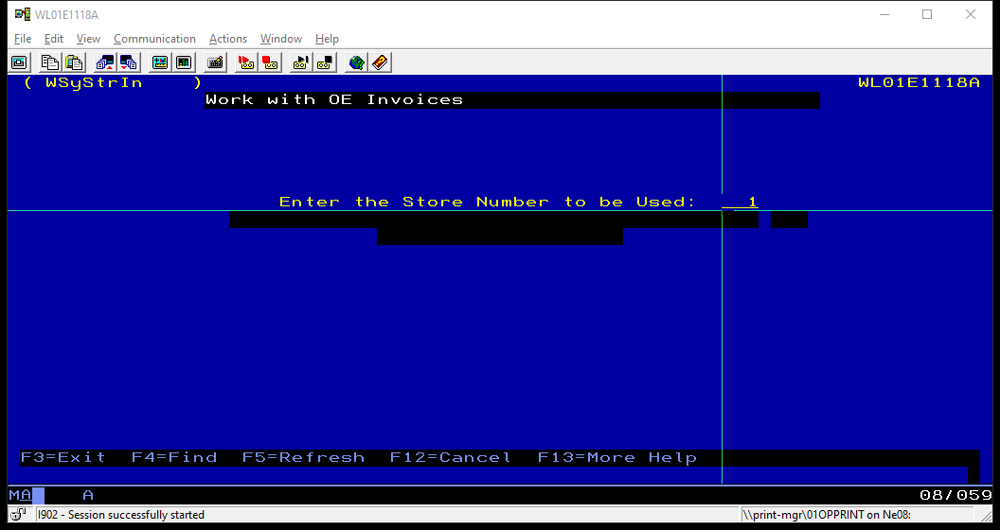 WL01E1118A
File Edit View Communication Actions Window Help
( WSyStrIn ) WL01E1118A
Work with OE Invoices
Enter the Store Number to be Used: 1
F3=Exit F4=Find F5=Refresh F12=Cancel F13=More Help
MA A 08/059
I902 - Session successfully started \\print-mgr\01OPPRINT on Ne08: